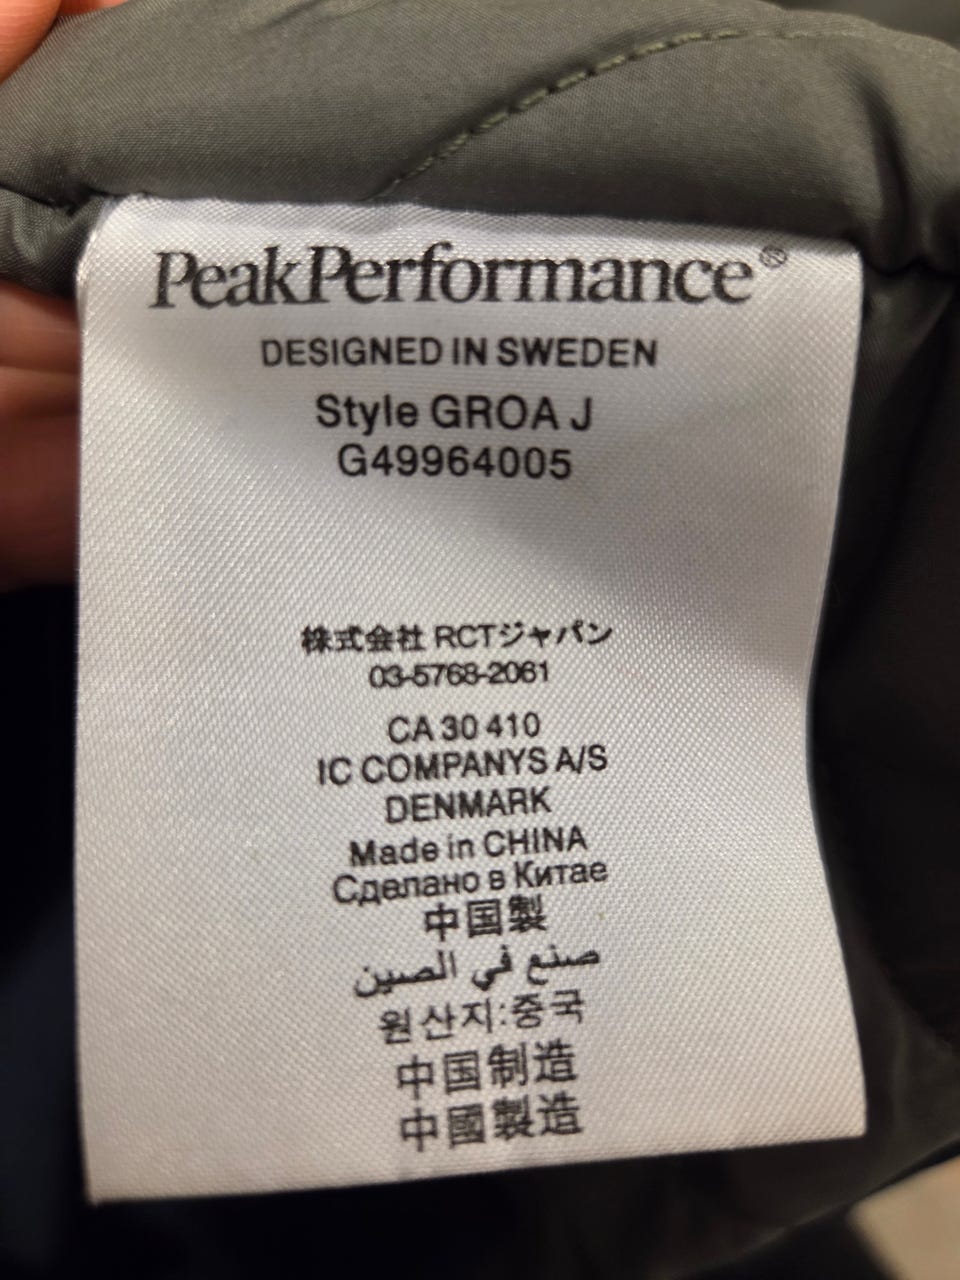 PeakPerformance®
DESIGNED IN SWEDEN
Style GROA J
G49964005
株式会社 RCTジャパン
03-5768-2061
CA 30 410
IC COMPANYS A/S
DENMARK
Made in CHINA
Сделано в Китае
中国製
صنع في الصين
원산지:중국
中国制造
中國製造